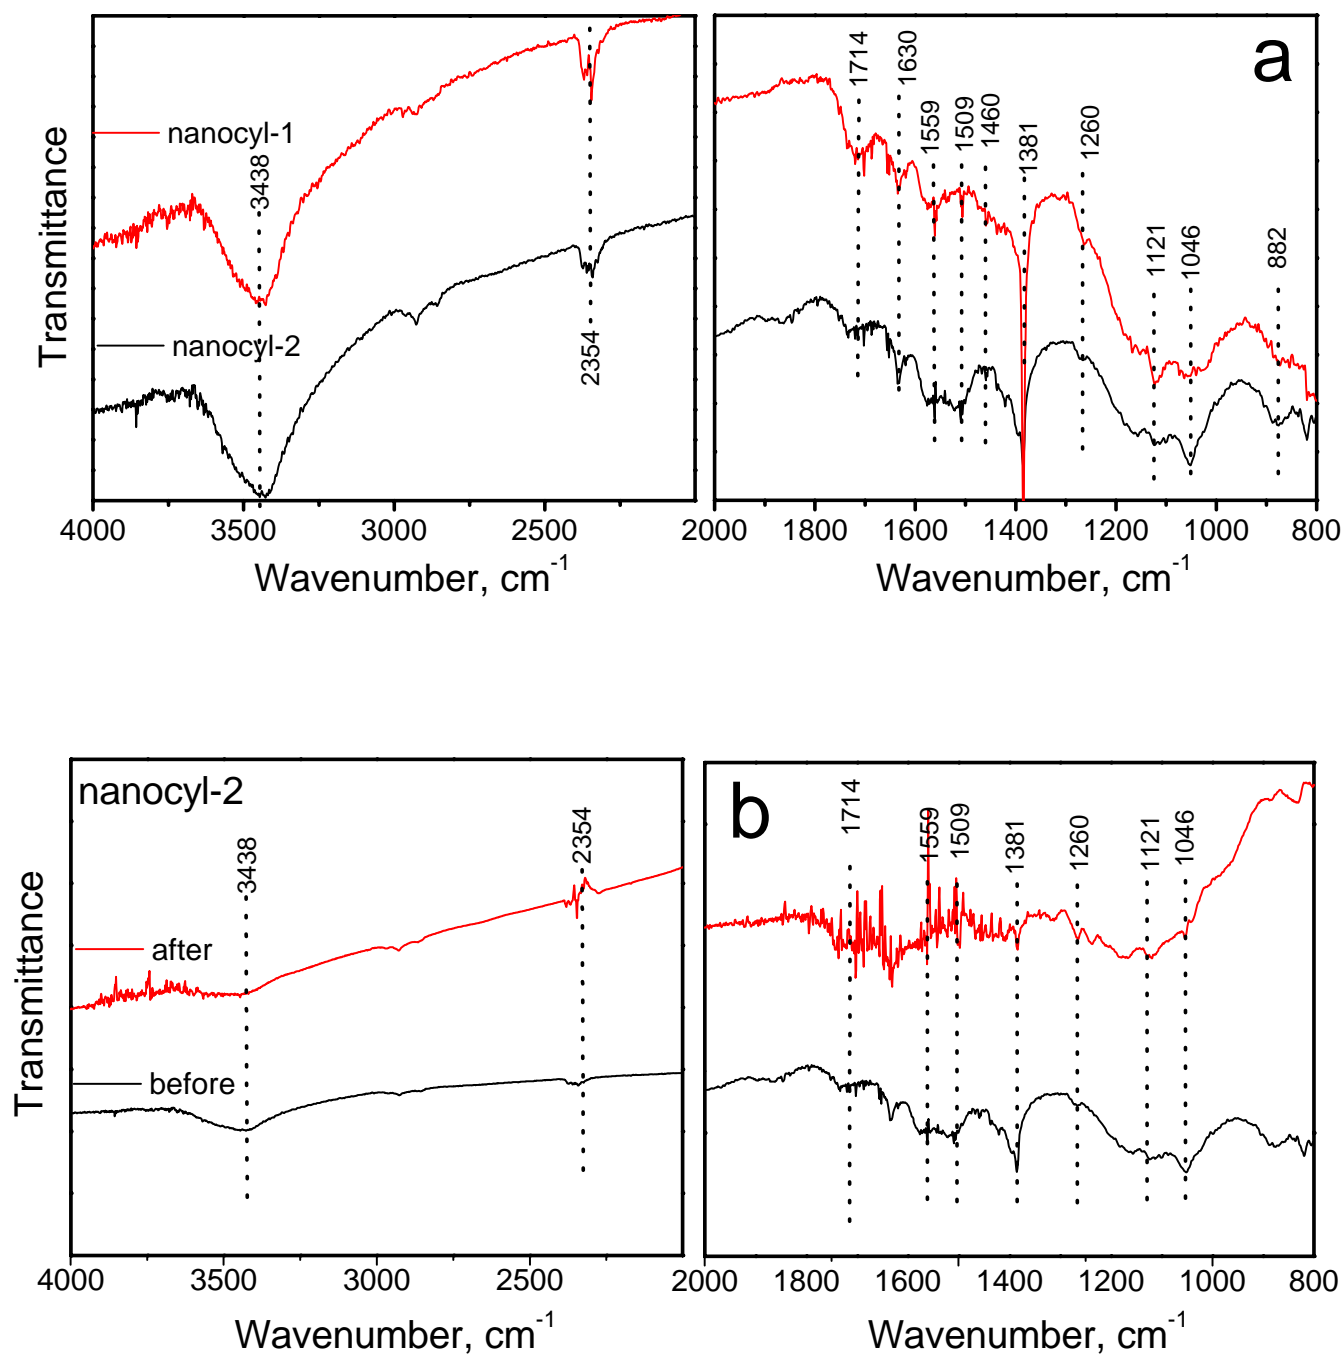 a
Transmittance
nanocyl-1
nanocyl-2
3438
2354
4000 3500 3000 2500 2000
Wavenumber, cm-1
1714 1630 1559 1509 1460 1381 1260 1121 1046 882
1800 1600 1400 1200 1000 800
Wavenumber, cm-1
nanocyl-2
b
Transmittance
after
before
3438
2354
4000 3500 3000 2500 2000
Wavenumber, cm-1
1714 1559 1509 1381 1260 1121 1046
1800 1600 1400 1200 1000 800
Wavenumber, cm-1